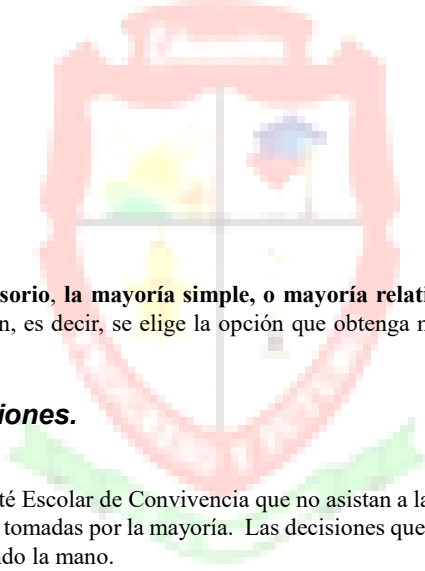 sorio, la mayoría simple, o mayoría relati
n, es decir, se elige la opción que obtenga n
iones.
té Escolar de Convivencia que no asistan a la
tomadas por la mayoría. Las decisiones que
ndo la mano.